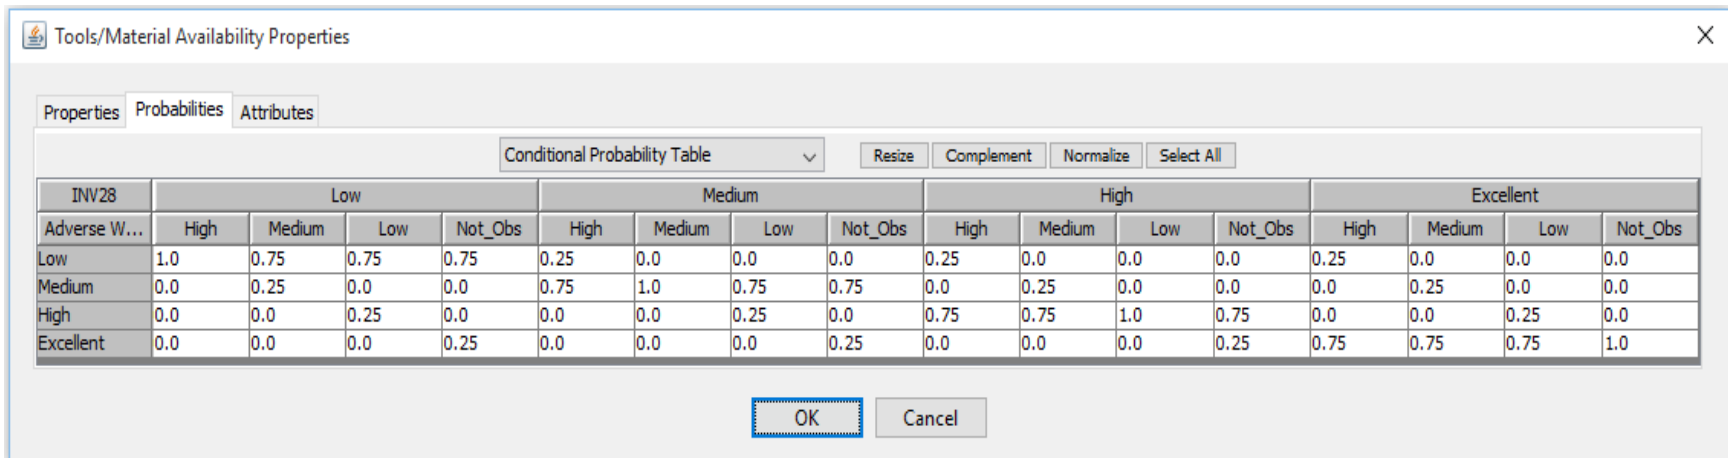 Tools/Material Availability Properties
Properties Probabilities Attributes
Conditional Probability Table Resize Complement Normalize Select All
INV28 Low Medium High Excellent
Adverse W... High Medium Low Not_Obs High Medium Low Not_Obs High Medium Low Not_Obs High Medium Low Not_Obs
Low 1.0 0.75 0.75 0.75 0.25 0.0 0.0 0.0 0.25 0.0 0.0 0.0 0.25 0.0 0.0 0.0
Medium 0.0 0.25 0.0 0.0 0.75 1.0 0.75 0.75 0.0 0.25 0.0 0.0 0.0 0.25 0.0 0.0
High 0.0 0.0 0.25 0.0 0.0 0.0 0.25 0.0 0.75 0.75 1.0 0.75 0.0 0.0 0.25 0.0
Excellent 0.0 0.0 0.0 0.25 0.0 0.0 0.0 0.25 0.0 0.0 0.0 0.25 0.75 0.75 0.75 1.0
OK Cancel